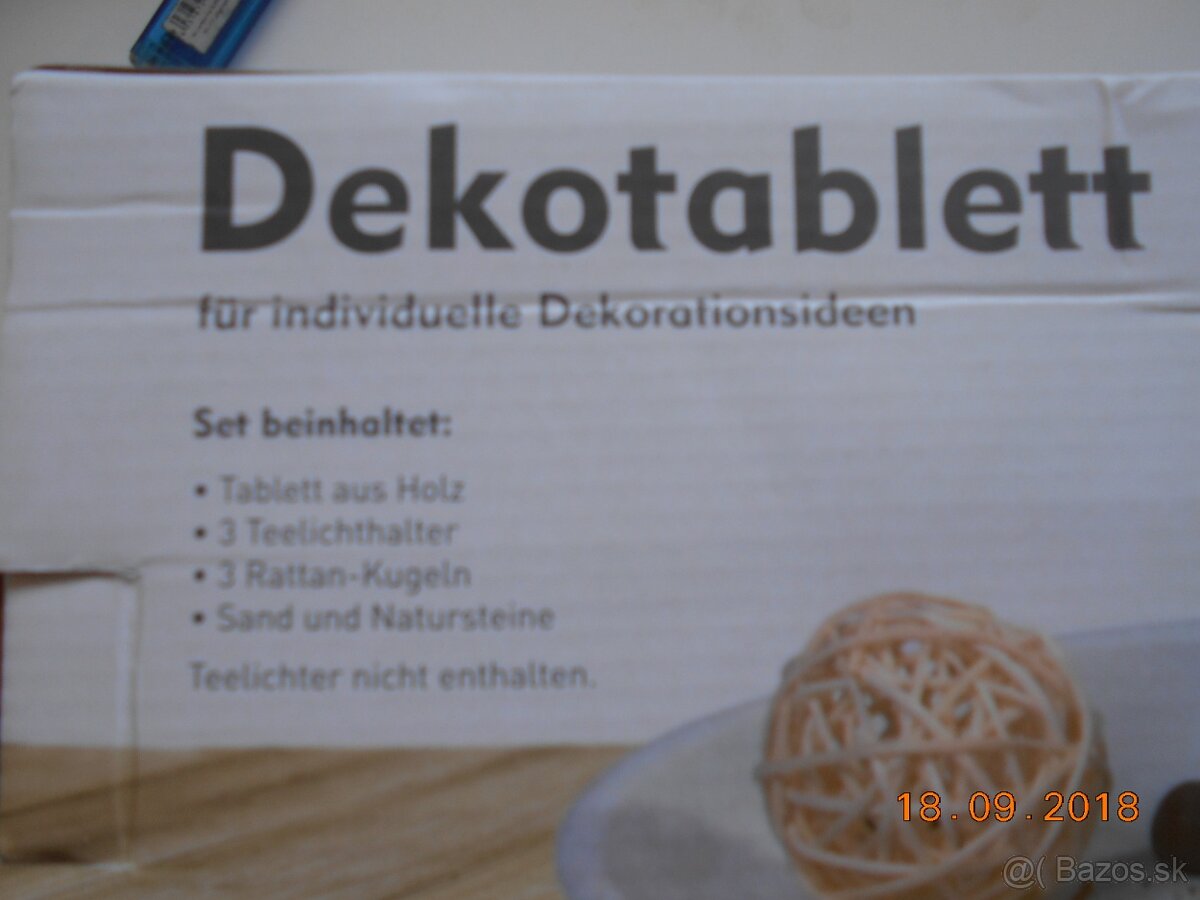 Dekotablett
für individuelle Dekorationsideen
Set beinhaltet:
• Tablett aus Holz
• 3 Teelichthalter
• 3 Rattan-Kugeln
• Sand und Natursteine
Teelichter nicht enthalten.
18.09.2018
@( Bazos.sk